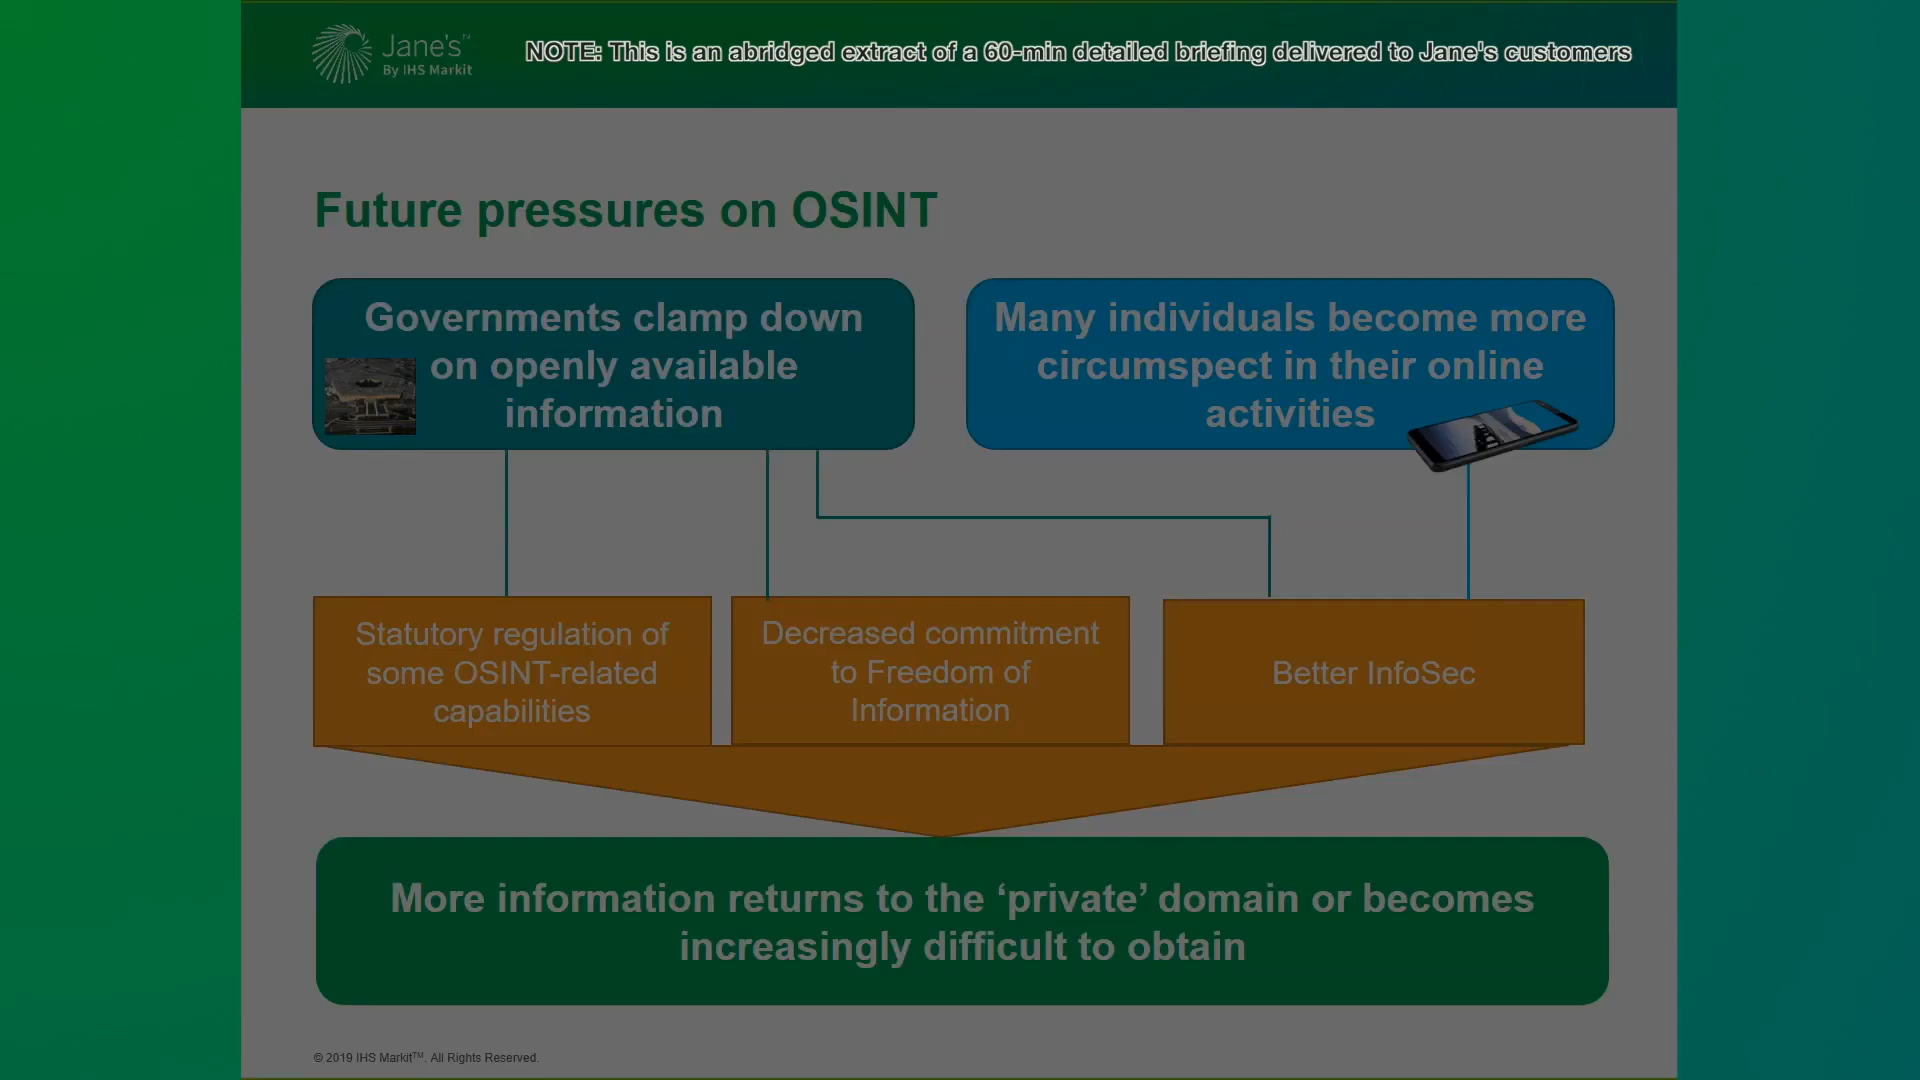 Jane's™
By IHS Markit
NOTE: This is an abridged extract of a 60-min detailed briefing delivered to Jane's customers
Future pressures on OSINT
Governments clamp down
on openly available
information
Many individuals become more
circumspect in their online
activities
Statutory regulation of
some OSINT-related
capabilities
Decreased commitment
to Freedom of
Information
Better InfoSec
More information returns to the ‘private’ domain or becomes
increasingly difficult to obtain
© 2019 IHS Markit™. All Rights Reserved.